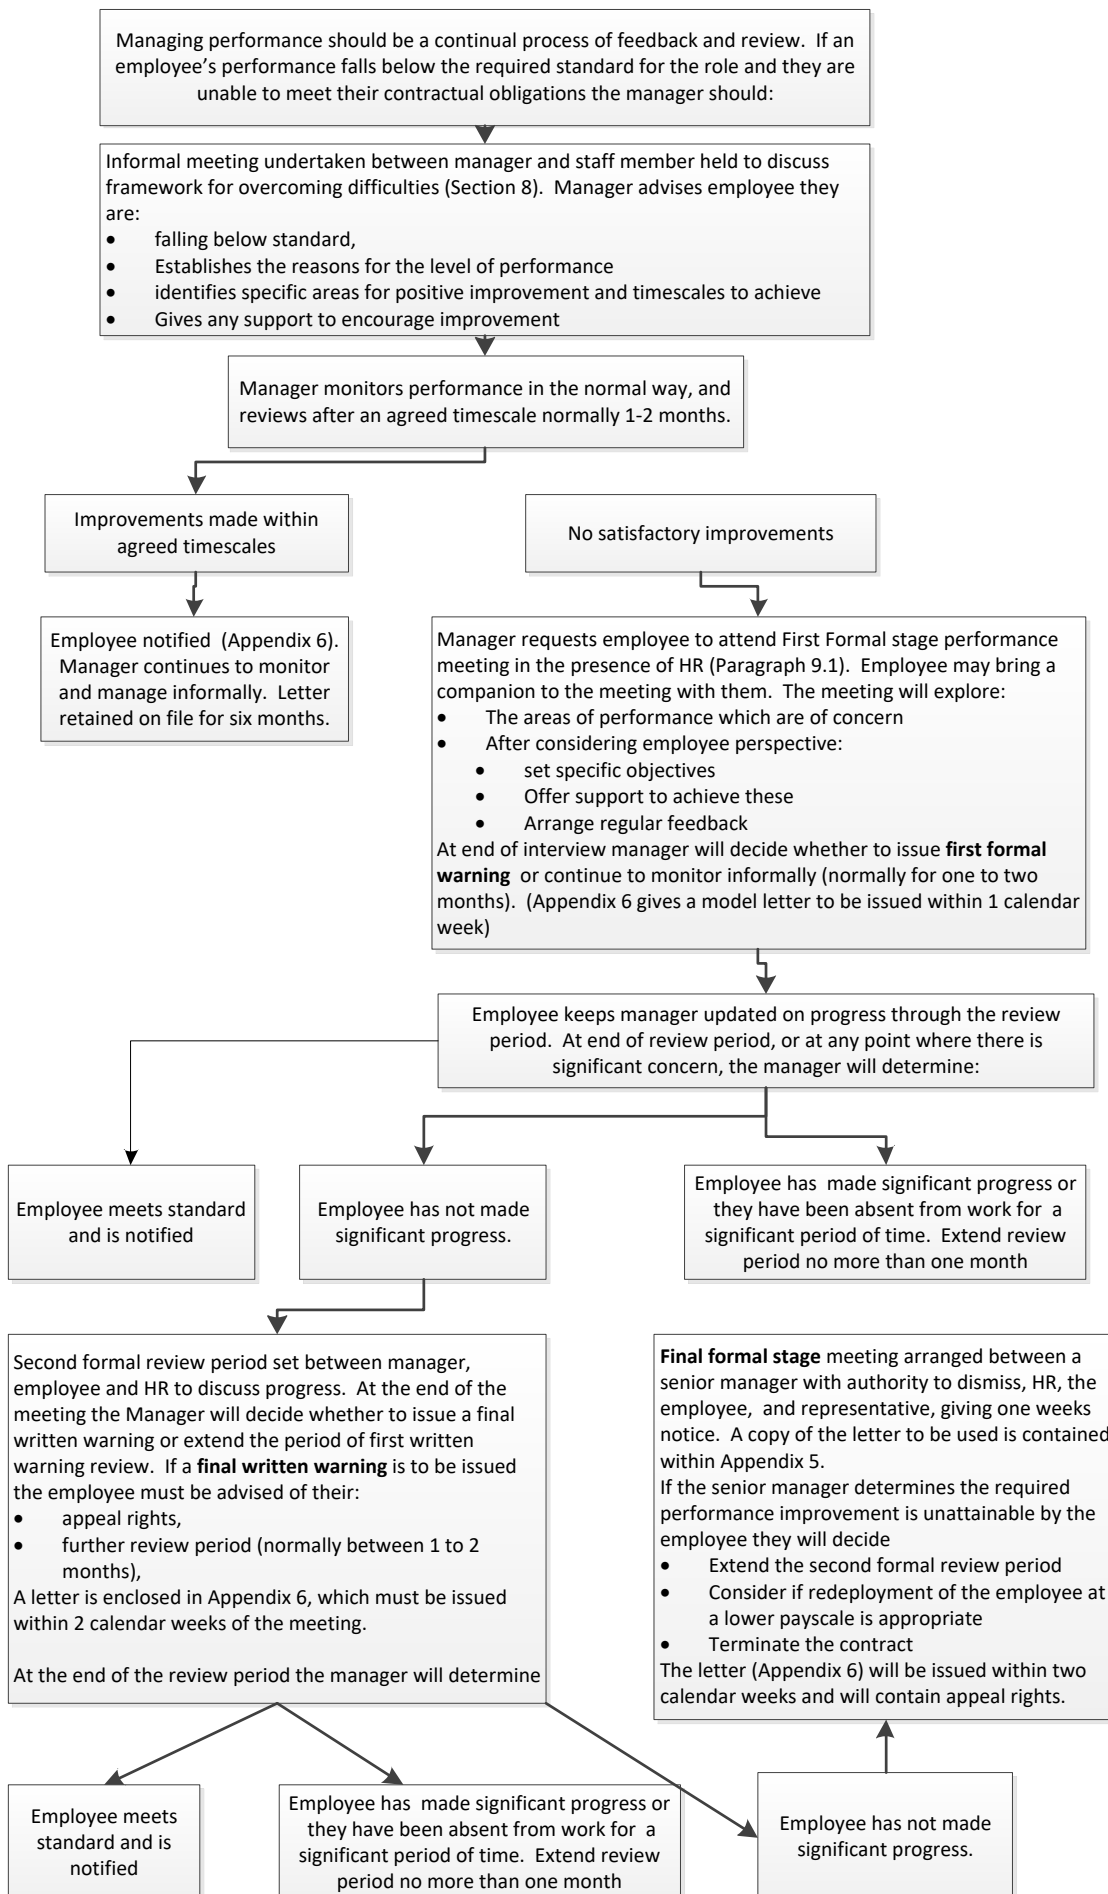 Managing performance should be a continual process of feedback and review.  If an
employee’s performance falls below the required standard for the role and they are
unable to meet their contractual obligations the manager should:
Informal meeting undertaken between manager and staff member held to discuss
framework for overcoming difficulties (Section 8).  Manager advises employee they
are:
• falling below standard,
• Establishes the reasons for the level of performance
• identifies specific areas for positive improvement and timescales to achieve
• Gives any support to encourage improvement
Manager monitors performance in the normal way, and
reviews after an agreed timescale normally 1-2 months.
Improvements made within
agreed timescales
No satisfactory improvements
Employee notified  (Appendix 6).
Manager continues to monitor
and manage informally.  Letter
retained on file for six months.
Manager requests employee to attend First Formal stage performance
meeting in the presence of HR (Paragraph 9.1).  Employee may bring a
companion to the meeting with them.  The meeting will explore:
• The areas of performance which are of concern
• After considering employee perspective:
• set specific objectives
• Offer support to achieve these
• Arrange regular feedback
At end of interview manager will decide whether to issue first formal
warning  or continue to monitor informally (normally for one to two
months).  (Appendix 6 gives a model letter to be issued within 1 calendar
week)
Employee keeps manager updated on progress through the review
period.  At end of review period, or at any point where there is
significant concern, the manager will determine:
Employee meets standard
and is notified
Employee has not made
significant progress.
Employee has  made significant progress or
they have been absent from work for  a
significant period of time.  Extend review
period no more than one month
Second formal review period set between manager,
employee and HR to discuss progress.  At the end of the
meeting the Manager will decide whether to issue a final
written warning or extend the period of first written
warning review.  If a final written warning is to be issued
the employee must be advised of their:
• appeal rights,
• further review period (normally between 1 to 2
months),
A letter is enclosed in Appendix 6, which must be issued
within 2 calendar weeks of the meeting.
At the end of the review period the manager will determine
Final formal stage meeting arranged between a
senior manager with authority to dismiss, HR, the
employee,  and representative, giving one weeks
notice.  A copy of the letter to be used is contained
within Appendix 5.
If the senior manager determines the required
performance improvement is unattainable by the
employee they will decide
• Extend the second formal review period
• Consider if redeployment of the employee at
a lower payscale is appropriate
• Terminate the contract
The letter (Appendix 6) will be issued within two
calendar weeks and will contain appeal rights.
Employee meets
standard and is
notified
Employee has  made significant progress or
they have been absent from work for  a
significant period of time.  Extend review
period no more than one month
Employee has not made
significant progress.